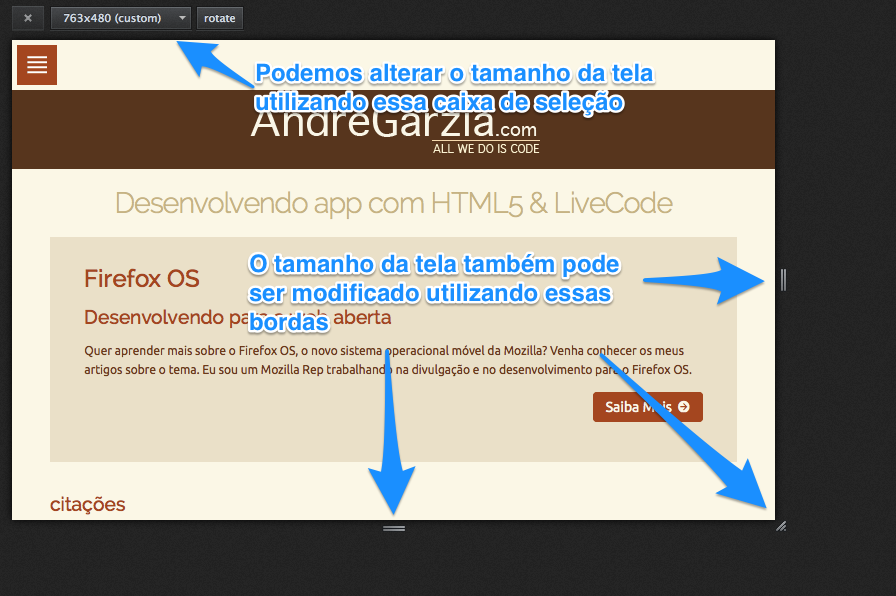 763x480 (custom)
rotate
Podemos alterar o tamanho da tela
utilizando essa caixa de seleção
AndreGarzia.com
ALL WE DO IS CODE
Desenvolvendo app com HTML5 & LiveCode
O tamanho da tela também pode
ser modificado utilizando essas
bordas
Firefox OS
Desenvolvendo para a web aberta
Quer aprender mais sobre o Firefox OS, o novo sistema operacional móvel da Mozilla? Venha conhecer os meus
artigos sobre o tema. Eu sou um Mozilla Rep trabalhando na divulgação e no desenvolvimento para o Firefox OS.
Saiba Mais
citações